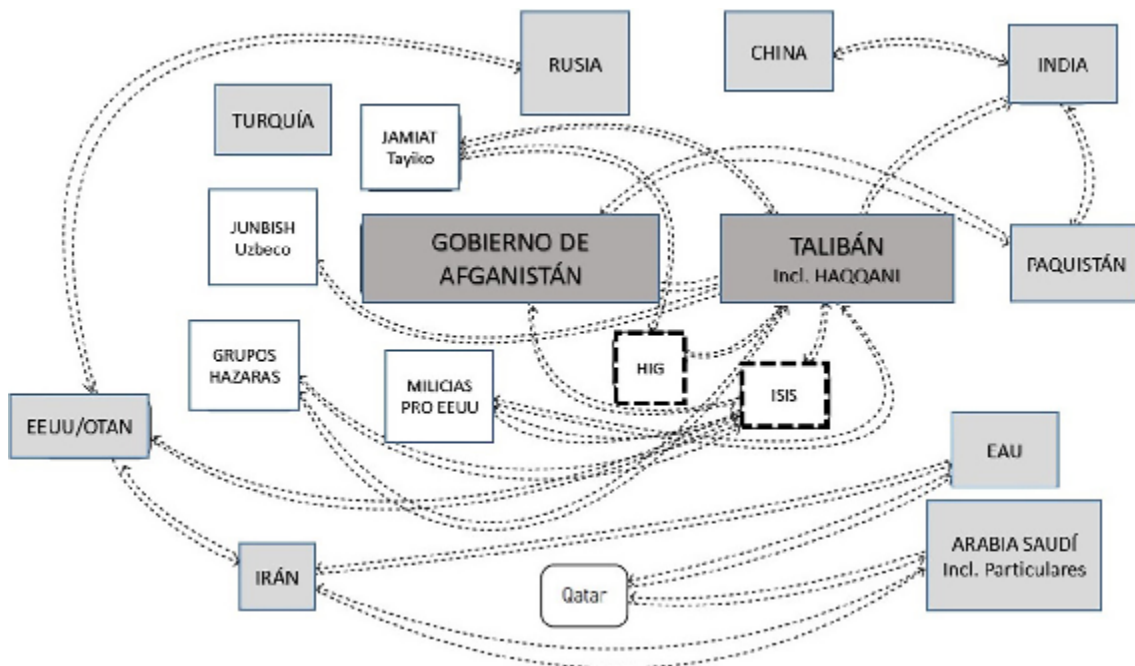 RUSIA
CHINA
INDIA
TURQUÍA
JAMIAT
Tayiko
JUNBISH
Uzbeco
GOBIERNO DE
AFGANISTÁN
TALIBÁN
Incl. HAQQANI
PAQUISTÁN
GRUPOS
HAZARAS
MILICIAS
PRO EEUU
HIG
ISIS
EEUU/OTAN
EAU
IRÁN
Qatar
ARABIA SAUDÍ
Incl. Particulares